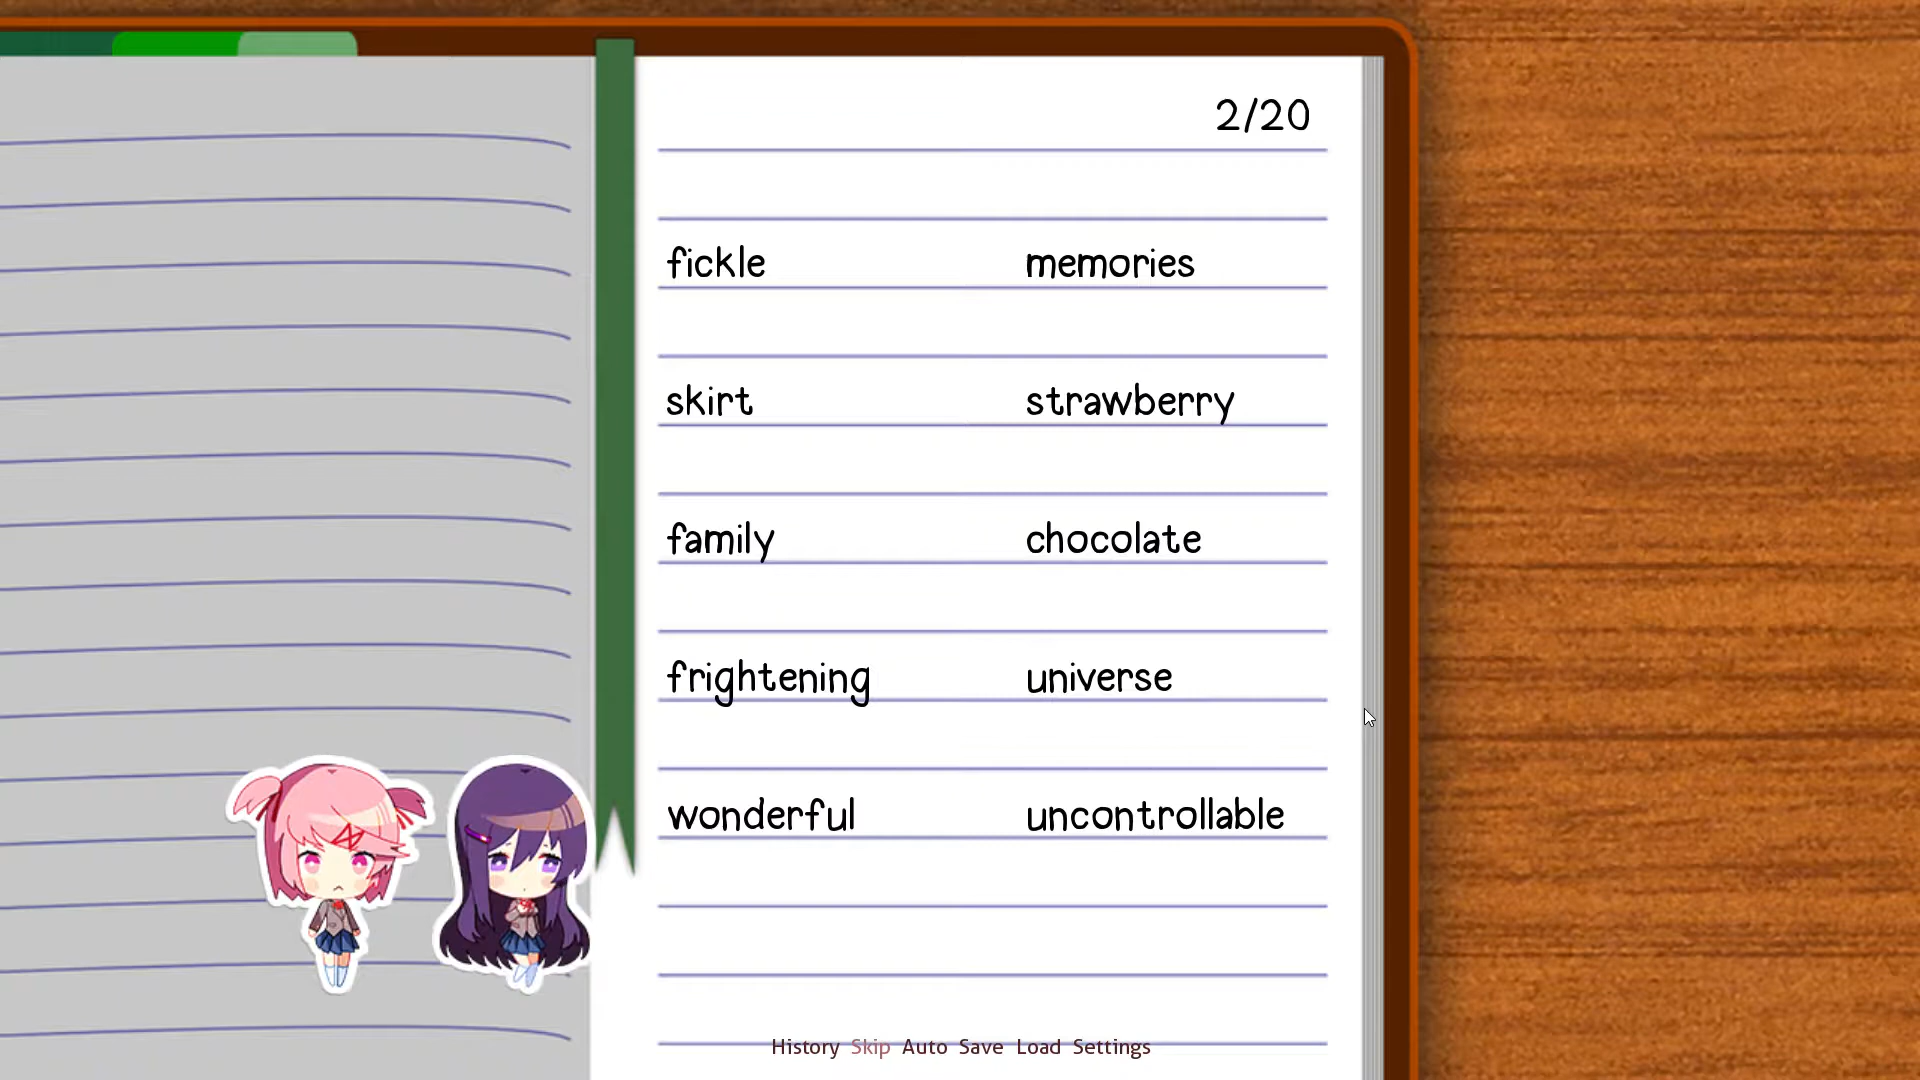 2/20
fickle memories
skirt strawberry
family chocolate
frightening universe
wonderful uncontrollable
History Skip Auto Save Load Settings